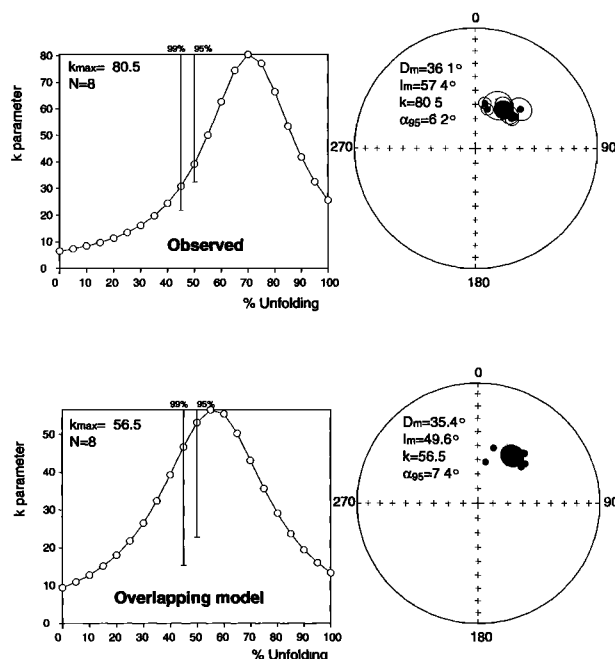 99% 95%
kmax= 80.5
N=8
80
70
60
50
40
30
20
10
0
k parameter
Observed
0 10 20 30 40 50 60 70 80 90 100
% Unfolding
0
Dm=36 1°
Im=57 4°
k=80 5
α95=6 2°
270
90
180
99% 95%
kmax= 56.5
N=8
50
40
30
20
10
0
k parameter
Overlapping model
0 10 20 30 40 50 60 70 80 90 100
% Unfolding
0
Dm=35.4°
Im=49.6°
k=56.5
α95=7 4°
270
90
180